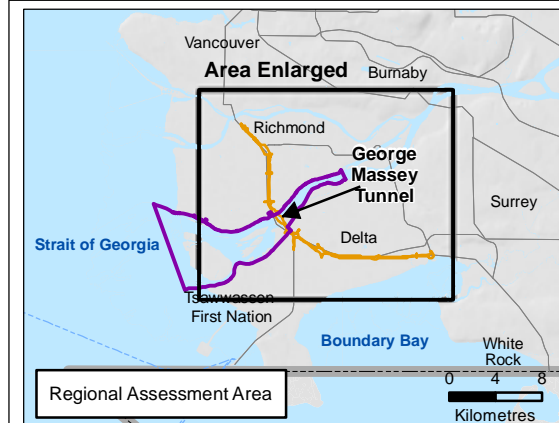 Vancouver
Area Enlarged
Burnaby
Richmond
George
Massey
Tunnel
Surrey
Strait of Georgia
Delta
Tsawwassen
First Nation
Boundary Bay
White
Rock
Regional Assessment Area
0 4 8
Kilometres